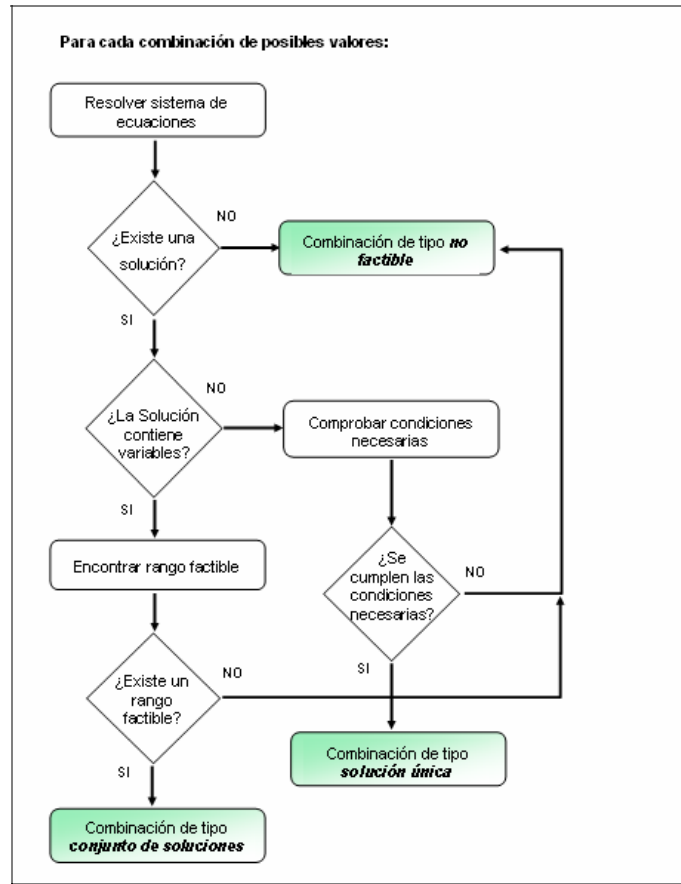 Para cada combinación de posibles valores:
Resolver sistema de
ecuaciones
¿Existe una
solución?
NO
Combinación de tipo no
factible
SI
¿La Solución
contiene
variables?
NO
Comprobar condiciones
necesarias
SI
Encontrar rango factible
¿Se
cumplen las
condiciones
necesarias?
NO
SI
¿Existe un
rango
factible?
NO
Combinación de tipo
solución única
SI
Combinación de tipo
conjunto de soluciones